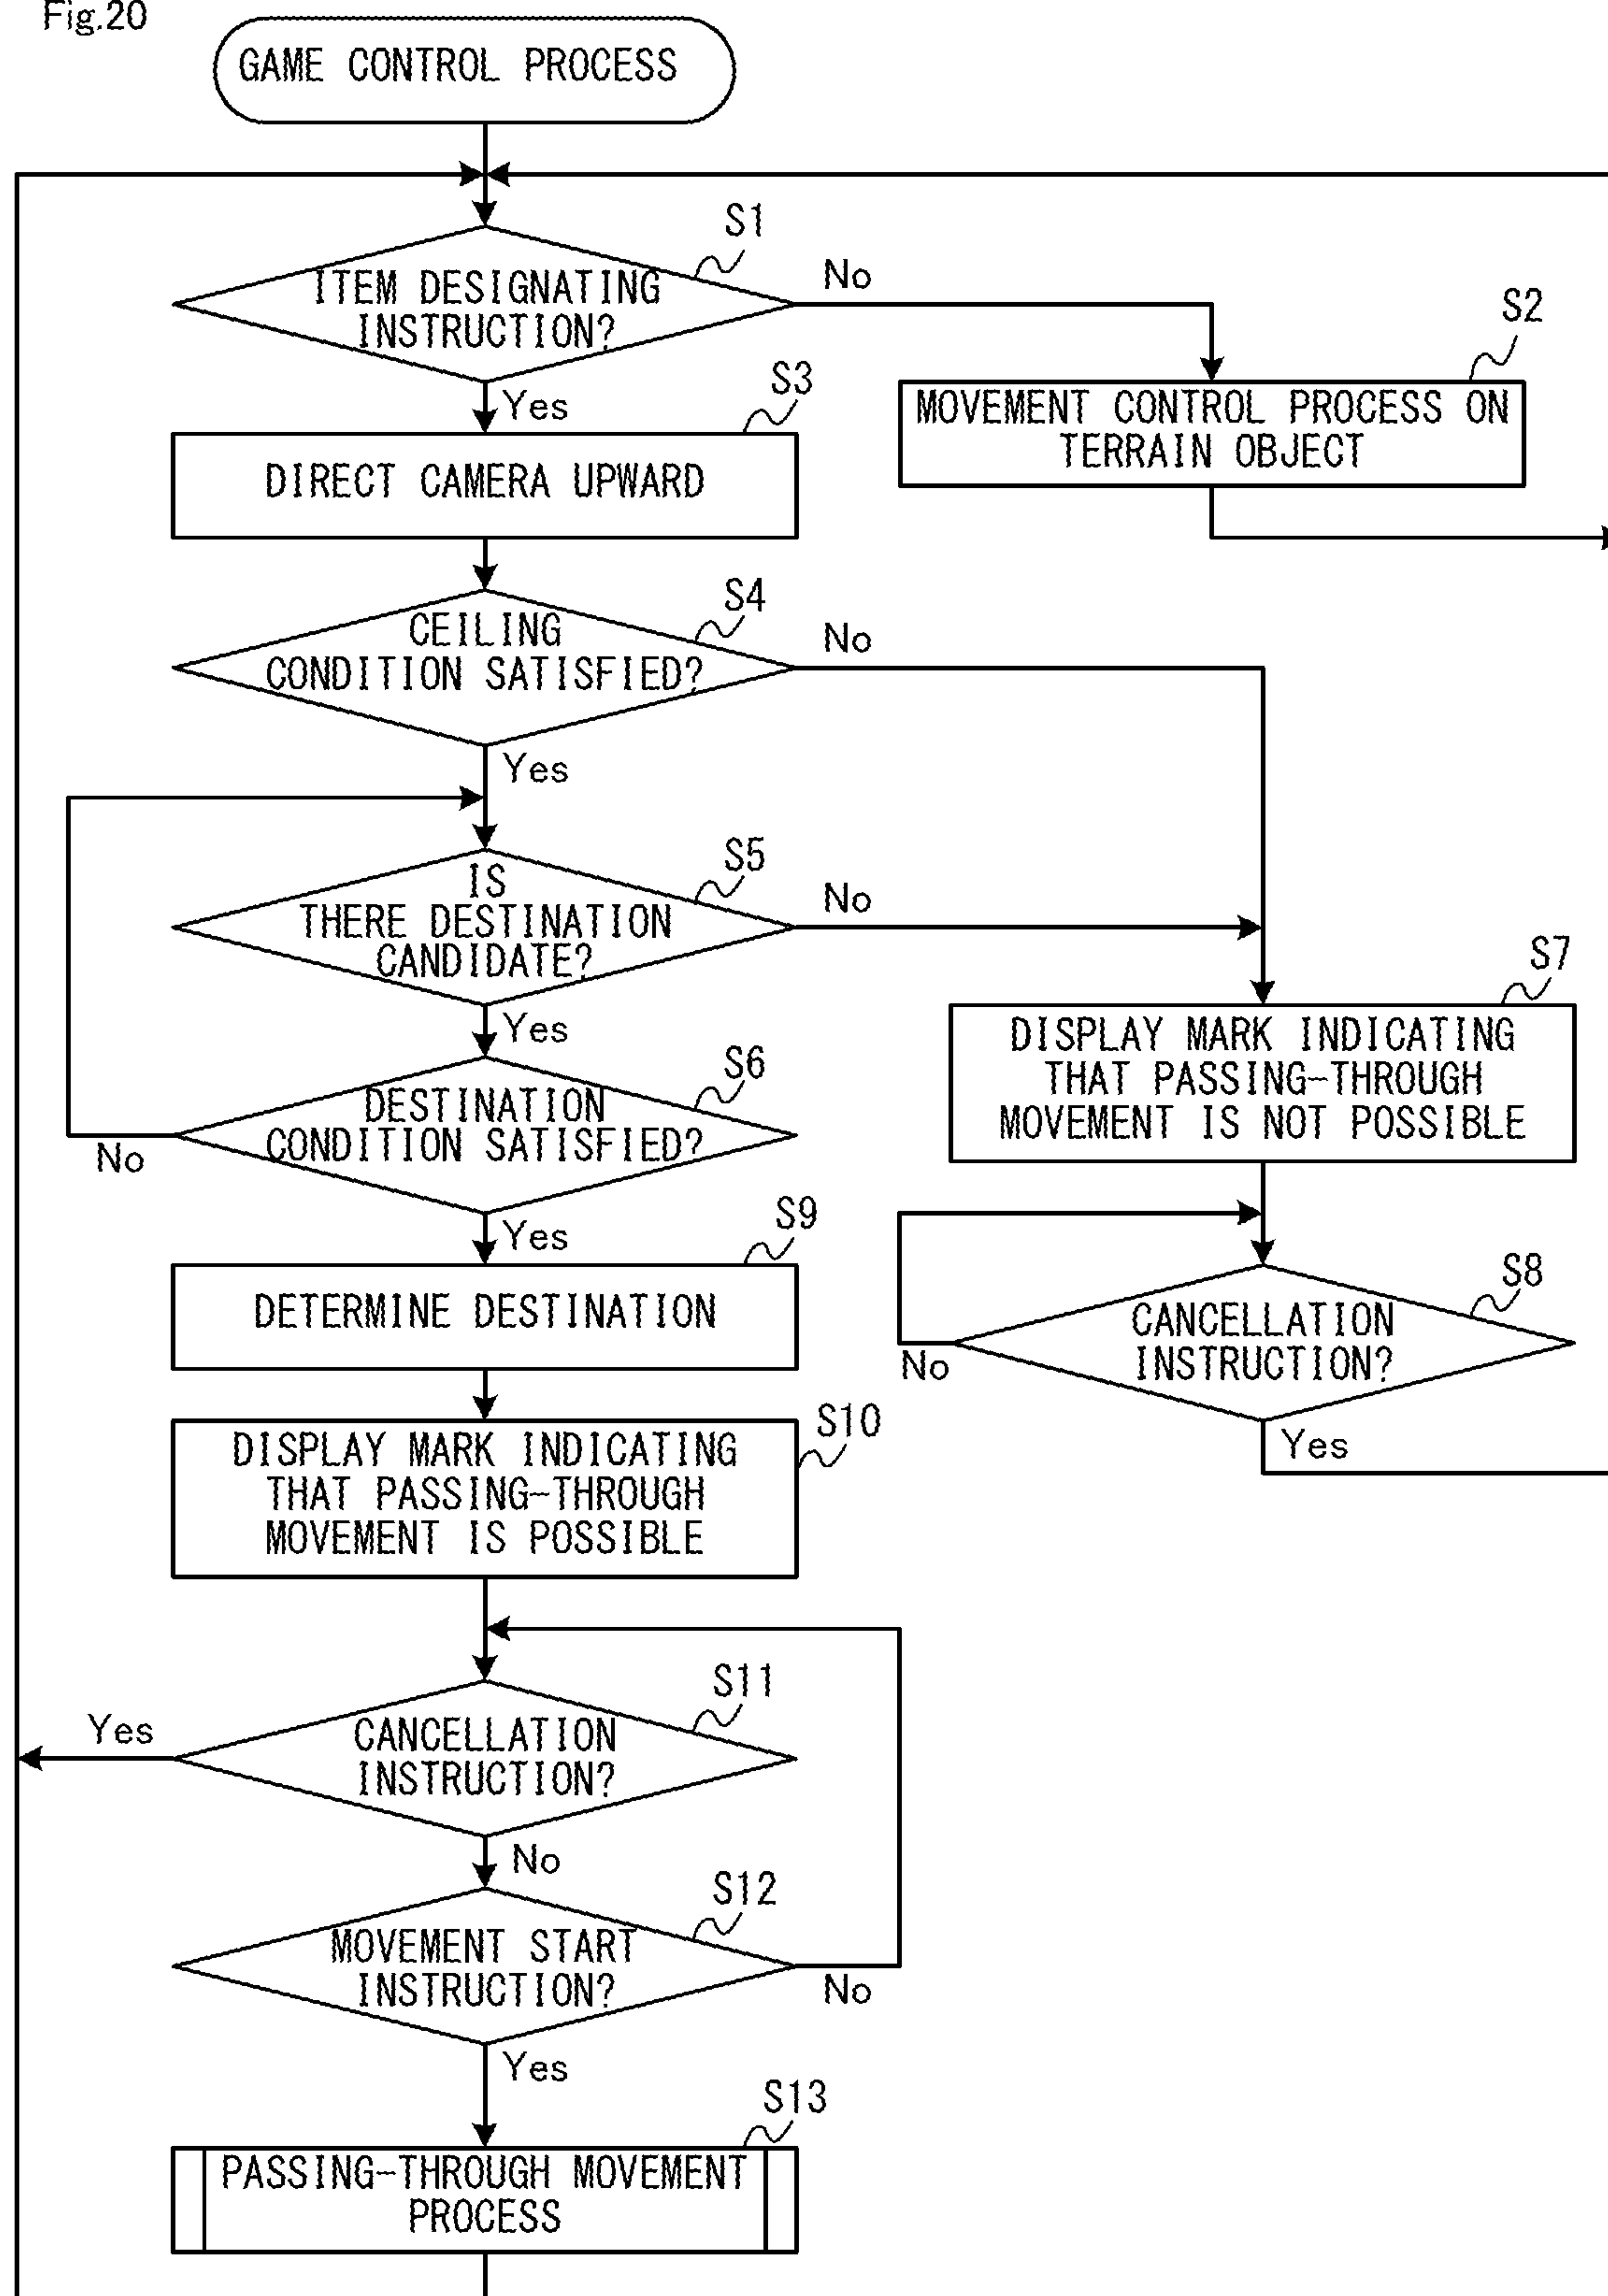 Fig.20
GAME CONTROL PROCESS
S1
ITEM DESIGNATING
INSTRUCTION?
No
Yes
S2
MOVEMENT CONTROL PROCESS ON
TERRAIN OBJECT
S3
DIRECT CAMERA UPWARD
S4
CEILING
CONDITION SATISFIED?
No
Yes
S5
IS
THERE DESTINATION
CANDIDATE?
No
Yes
S6
DESTINATION
CONDITION SATISFIED?
No
Yes
S7
DISPLAY MARK INDICATING
THAT PASSING-THROUGH
MOVEMENT IS NOT POSSIBLE
S8
CANCELLATION
INSTRUCTION?
No
Yes
S9
DETERMINE DESTINATION
S10
DISPLAY MARK INDICATING
THAT PASSING-THROUGH
MOVEMENT IS POSSIBLE
S11
CANCELLATION
INSTRUCTION?
Yes
No
S12
MOVEMENT START
INSTRUCTION?
No
Yes
S13
PASSING-THROUGH MOVEMENT
PROCESS